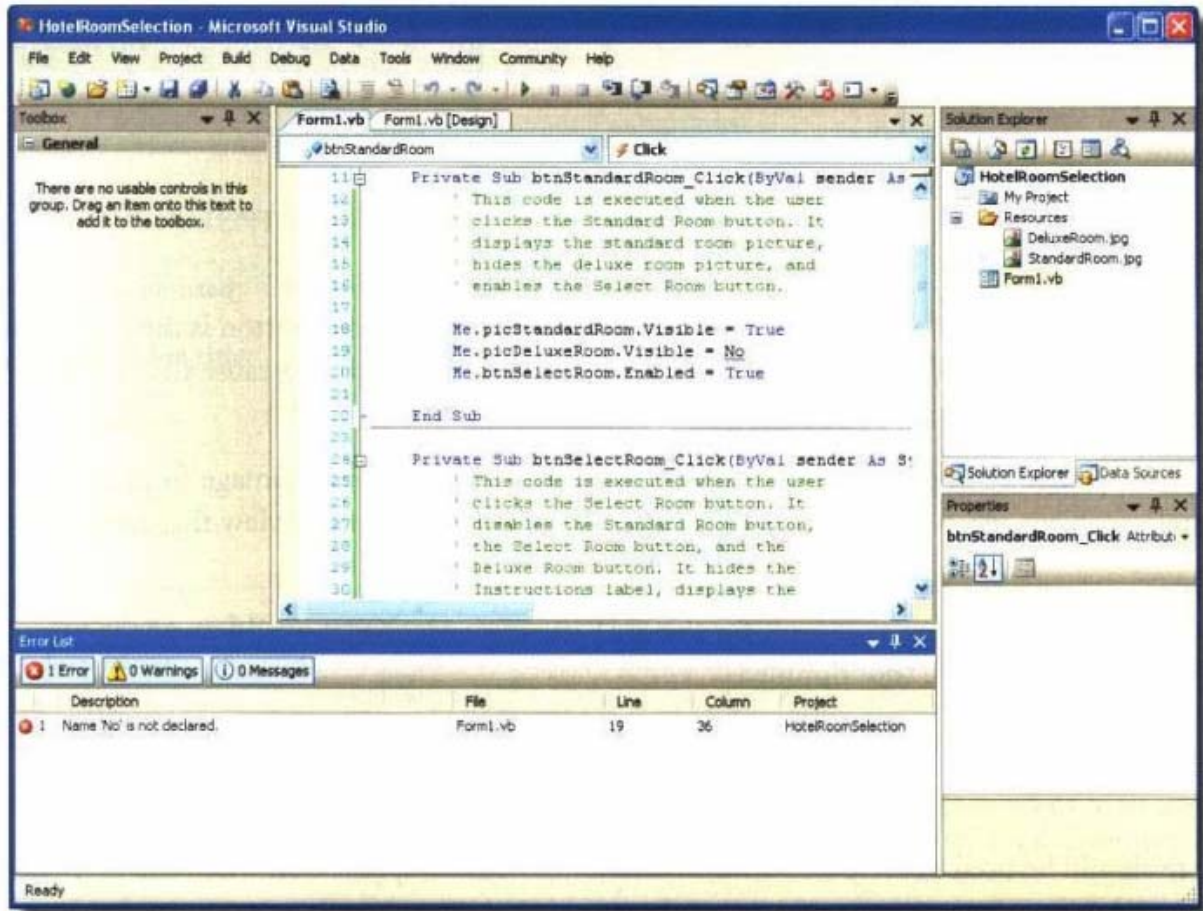 HotelRoomSelection - Microsoft Visual Studio
File Edit View Project Build Debug Data Tools Window Community Help
Toolbox
General
There are no usable controls in this
group. Drag an item onto this text to
add it to the toolbox.
Form1.vb Form1.vb [Design]
btnStandardRoom Click
11 Private Sub btnStandardRoom_Click(ByVal sender As
12 ' This code is executed when the user
13 ' clicks the Standard Room button. It
14 ' displays the standard room picture,
15 ' hides the deluxe room picture, and
16 ' enables the Select Room button.
17
18 Me.picStandardRoom.Visible = True
19 Me.picDeluxeRoom.Visible = No
20 Me.btnSelectRoom.Enabled = True
21
22 End Sub
23
24 Private Sub btnSelectRoom_Click(ByVal sender As Sy
25 ' This code is executed when the user
26 ' clicks the Select Room button. It
27 ' disables the Standard Room button,
28 ' the Select Room button, and the
29 ' Deluxe Room button. It hides the
30 ' Instructions label, displays the
Solution Explorer
HotelRoomSelection
My Project
Resources
DeluxeRoom.jpg
StandardRoom.jpg
Form1.vb
Solution Explorer Data Sources
Properties
btnStandardRoom_Click Attribut
Error List
1 Error 0 Warnings 0 Messages
Description File Line Column Project
1 Name 'No' is not declared. Form1.vb 19 36 HotelRoomSelection
Ready